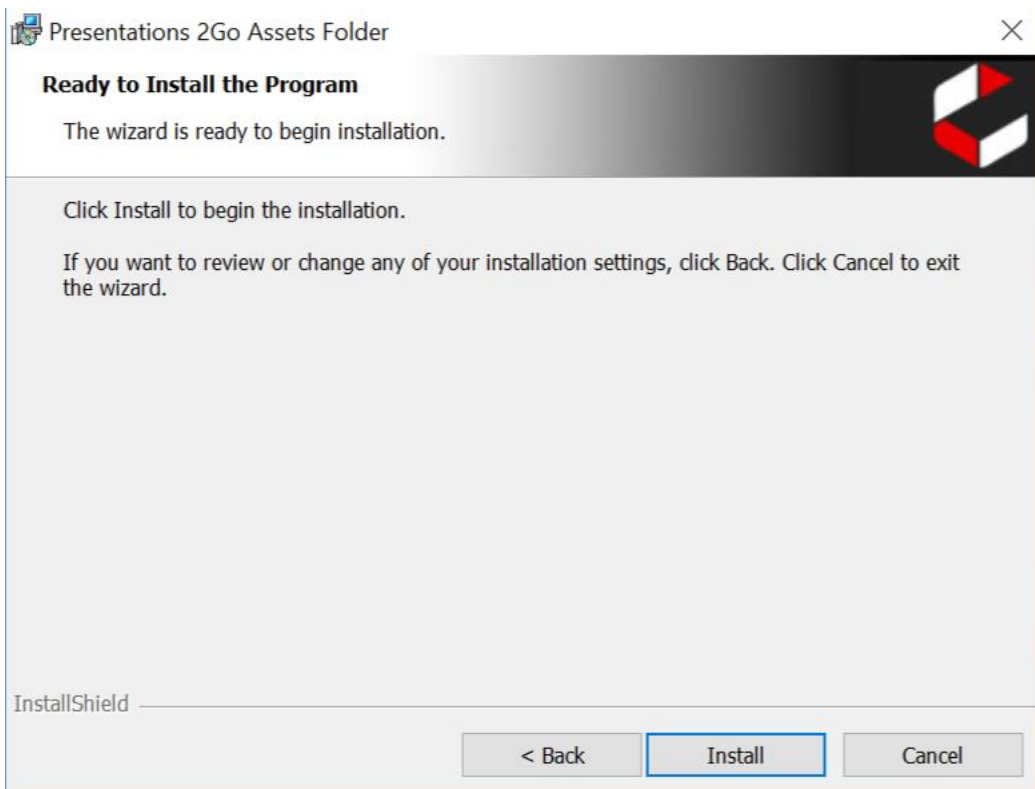 Presentations 2Go Assets Folder
Ready to Install the Program
The wizard is ready to begin installation.
Click Install to begin the installation.
If you want to review or change any of your installation settings, click Back. Click Cancel to exit
the wizard.
InstallShield
< Back
Install
Cancel